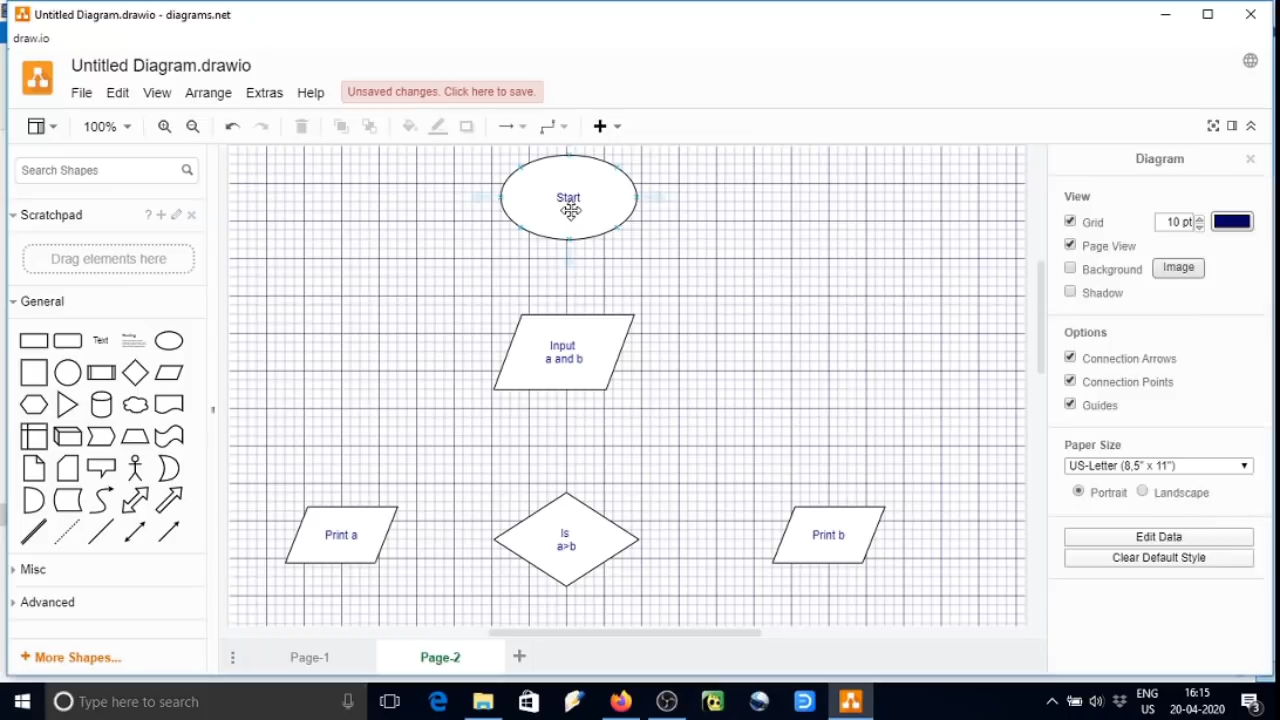 Untitled Diagram.drawio - diagrams.net
draw.io
Untitled Diagram.drawio
File Edit View Arrange Extras Help Unsaved changes. Click here to save.
100%
Search Shapes
Scratchpad ?
Drag elements here
General
Text
Heading
Misc
Advanced
+ More Shapes...
Start
Input
a and b
Print a
Is
a>b
Print b
Page-1 Page-2
Diagram
View
Grid 10 pt
Page View
Background Image
Shadow
Options
Connection Arrows
Connection Points
Guides
Paper Size
US-Letter (8,5" x 11")
Portrait Landscape
Edit Data
Clear Default Style
Type here to search
ENG
US
16:15
20-04-2020
3